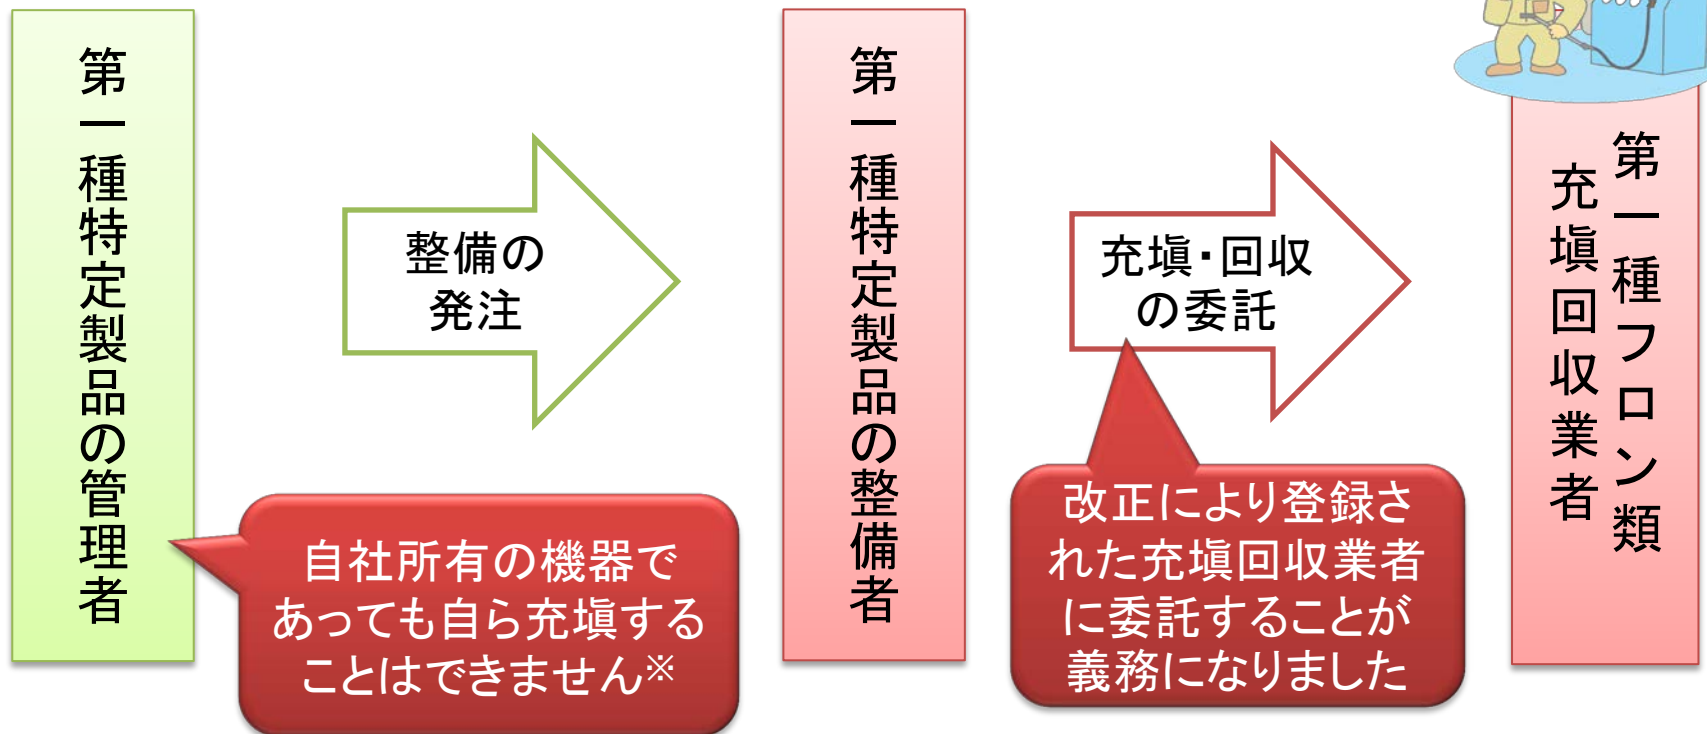 第一種特定製品の管理者
整備の
発注
自社所有の機器で
あっても自ら充塡する
ことはできません※
第一種特定製品の整備者
充塡・回収
の委託
改正により登録さ
れた充塡回収業者
に委託することが
義務になりました
第一種フロン類
充塡回収業者